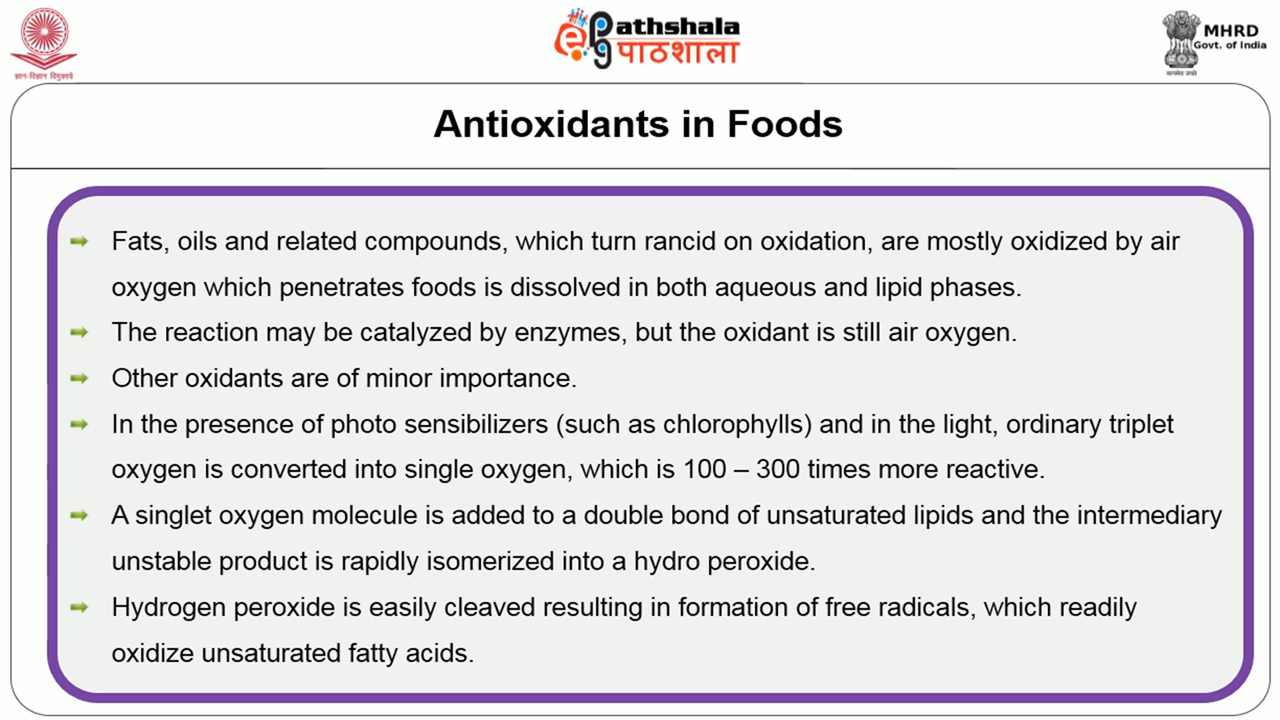 ज्ञान-विज्ञान विमुक्तये
ePathshala
पाठशाला
सत्यमेव जयते
MHRD
Govt. of India
Antioxidants in Foods
Fats, oils and related compounds, which turn rancid on oxidation, are mostly oxidized by air
oxygen which penetrates foods is dissolved in both aqueous and lipid phases.
The reaction may be catalyzed by enzymes, but the oxidant is still air oxygen.
Other oxidants are of minor importance.
In the presence of photo sensibilizers (such as chlorophylls) and in the light, ordinary triplet
oxygen is converted into single oxygen, which is 100 – 300 times more reactive.
A singlet oxygen molecule is added to a double bond of unsaturated lipids and the intermediary
unstable product is rapidly isomerized into a hydro peroxide.
Hydrogen peroxide is easily cleaved resulting in formation of free radicals, which readily
oxidize unsaturated fatty acids.